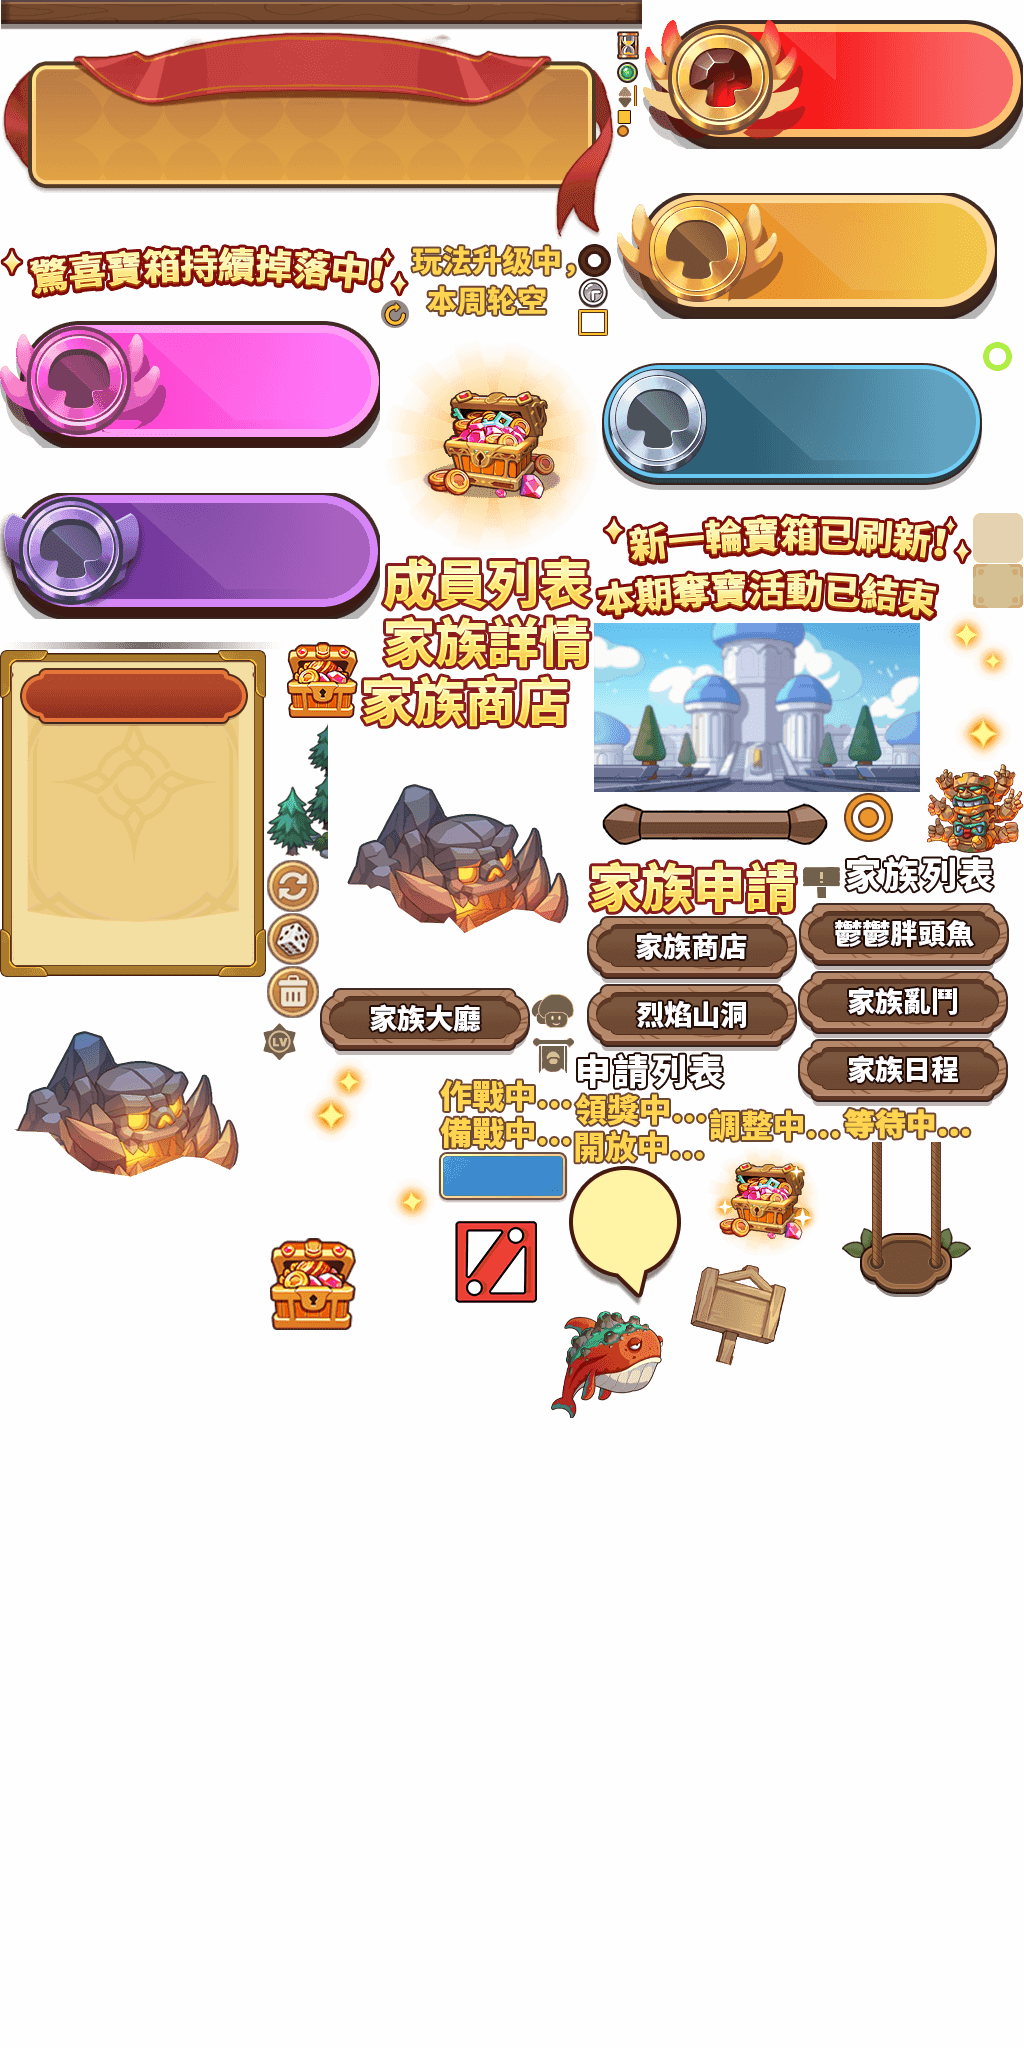 驚喜寶箱持續掉落中!
玩法升级中,
本周轮空
新一輪寶箱已刷新!
本期奪寶活動已結束
成員列表
家族詳情
家族商店
家族申請
家族列表
家族商店
鬱鬱胖頭魚
烈焰山洞
家族亂鬥
家族大廳
家族日程
LV
申請列表
作戰中...
領獎中...
調整中...
等待中...
備戰中...
開放中...